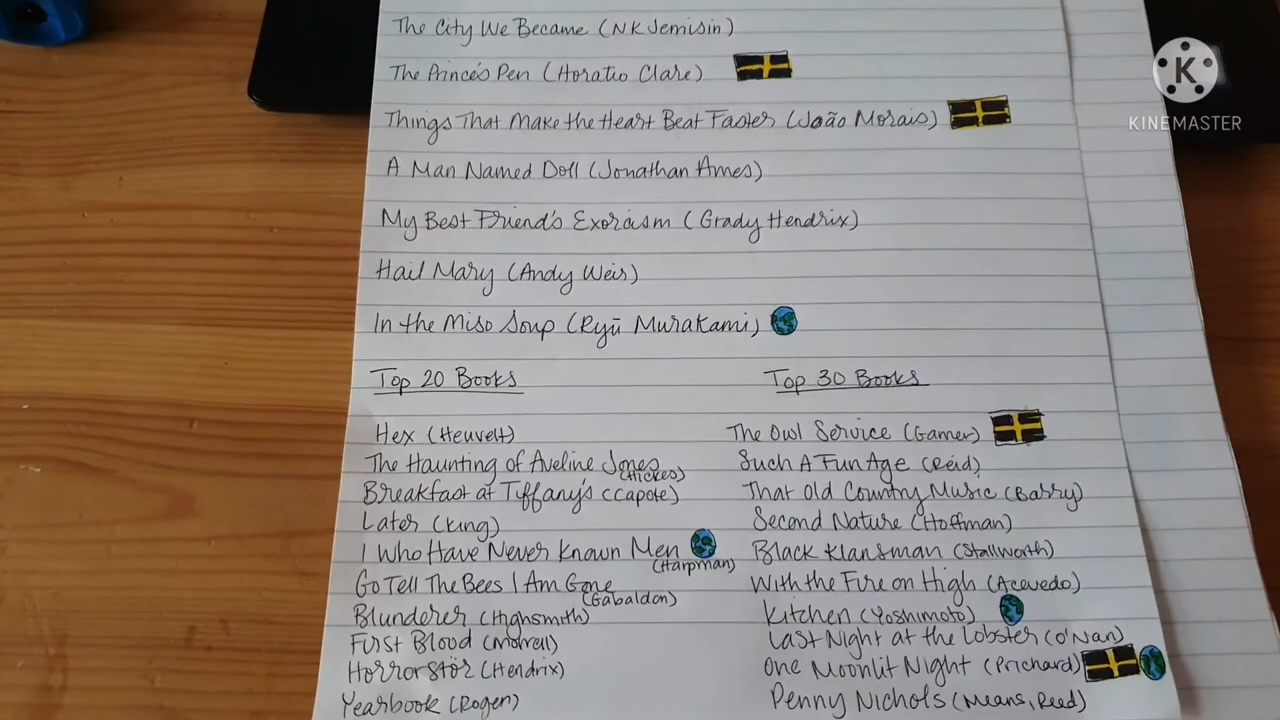 The City We Became (NK Jemisin)
The Prince's Pen (Horatio Clare)
Things That Make the Heart Beat Faster (João Morais)
A Man Named Doll (Jonathan Ames)
My Best Friend's Exorcism (Grady Hendrix)
Hail Mary (Andy Weir)
In the Miso Soup (Ryū Murakami)
Top 20 Books
Hex (Heuvelt)
The Haunting of Aveline Jones
(Hickes)
Breakfast at Tiffany's (Capote)
Later (King)
I Who Have Never Known Men
(Harpman)
Go Tell The Bees I Am Gone
(Gabaldon)
Blunderer (Highsmith)
First Blood (Morrell)
Horrorstör (Hendrix)
Yearbook (Rogen)
Top 30 Books
The Owl Service (Garner)
Such A Fun Age (Reid)
That Old Country Music (Barry)
Second Nature (Hoffman)
Black Klansman (Stallworth)
With the Fire on High (Acevedo)
Kitchen (Yoshimoto)
Last Night at the Lobster (O'Nan)
One Moonlit Night (Prichard)
Penny Nichols (Means, Reed)
K
KINEMASTER